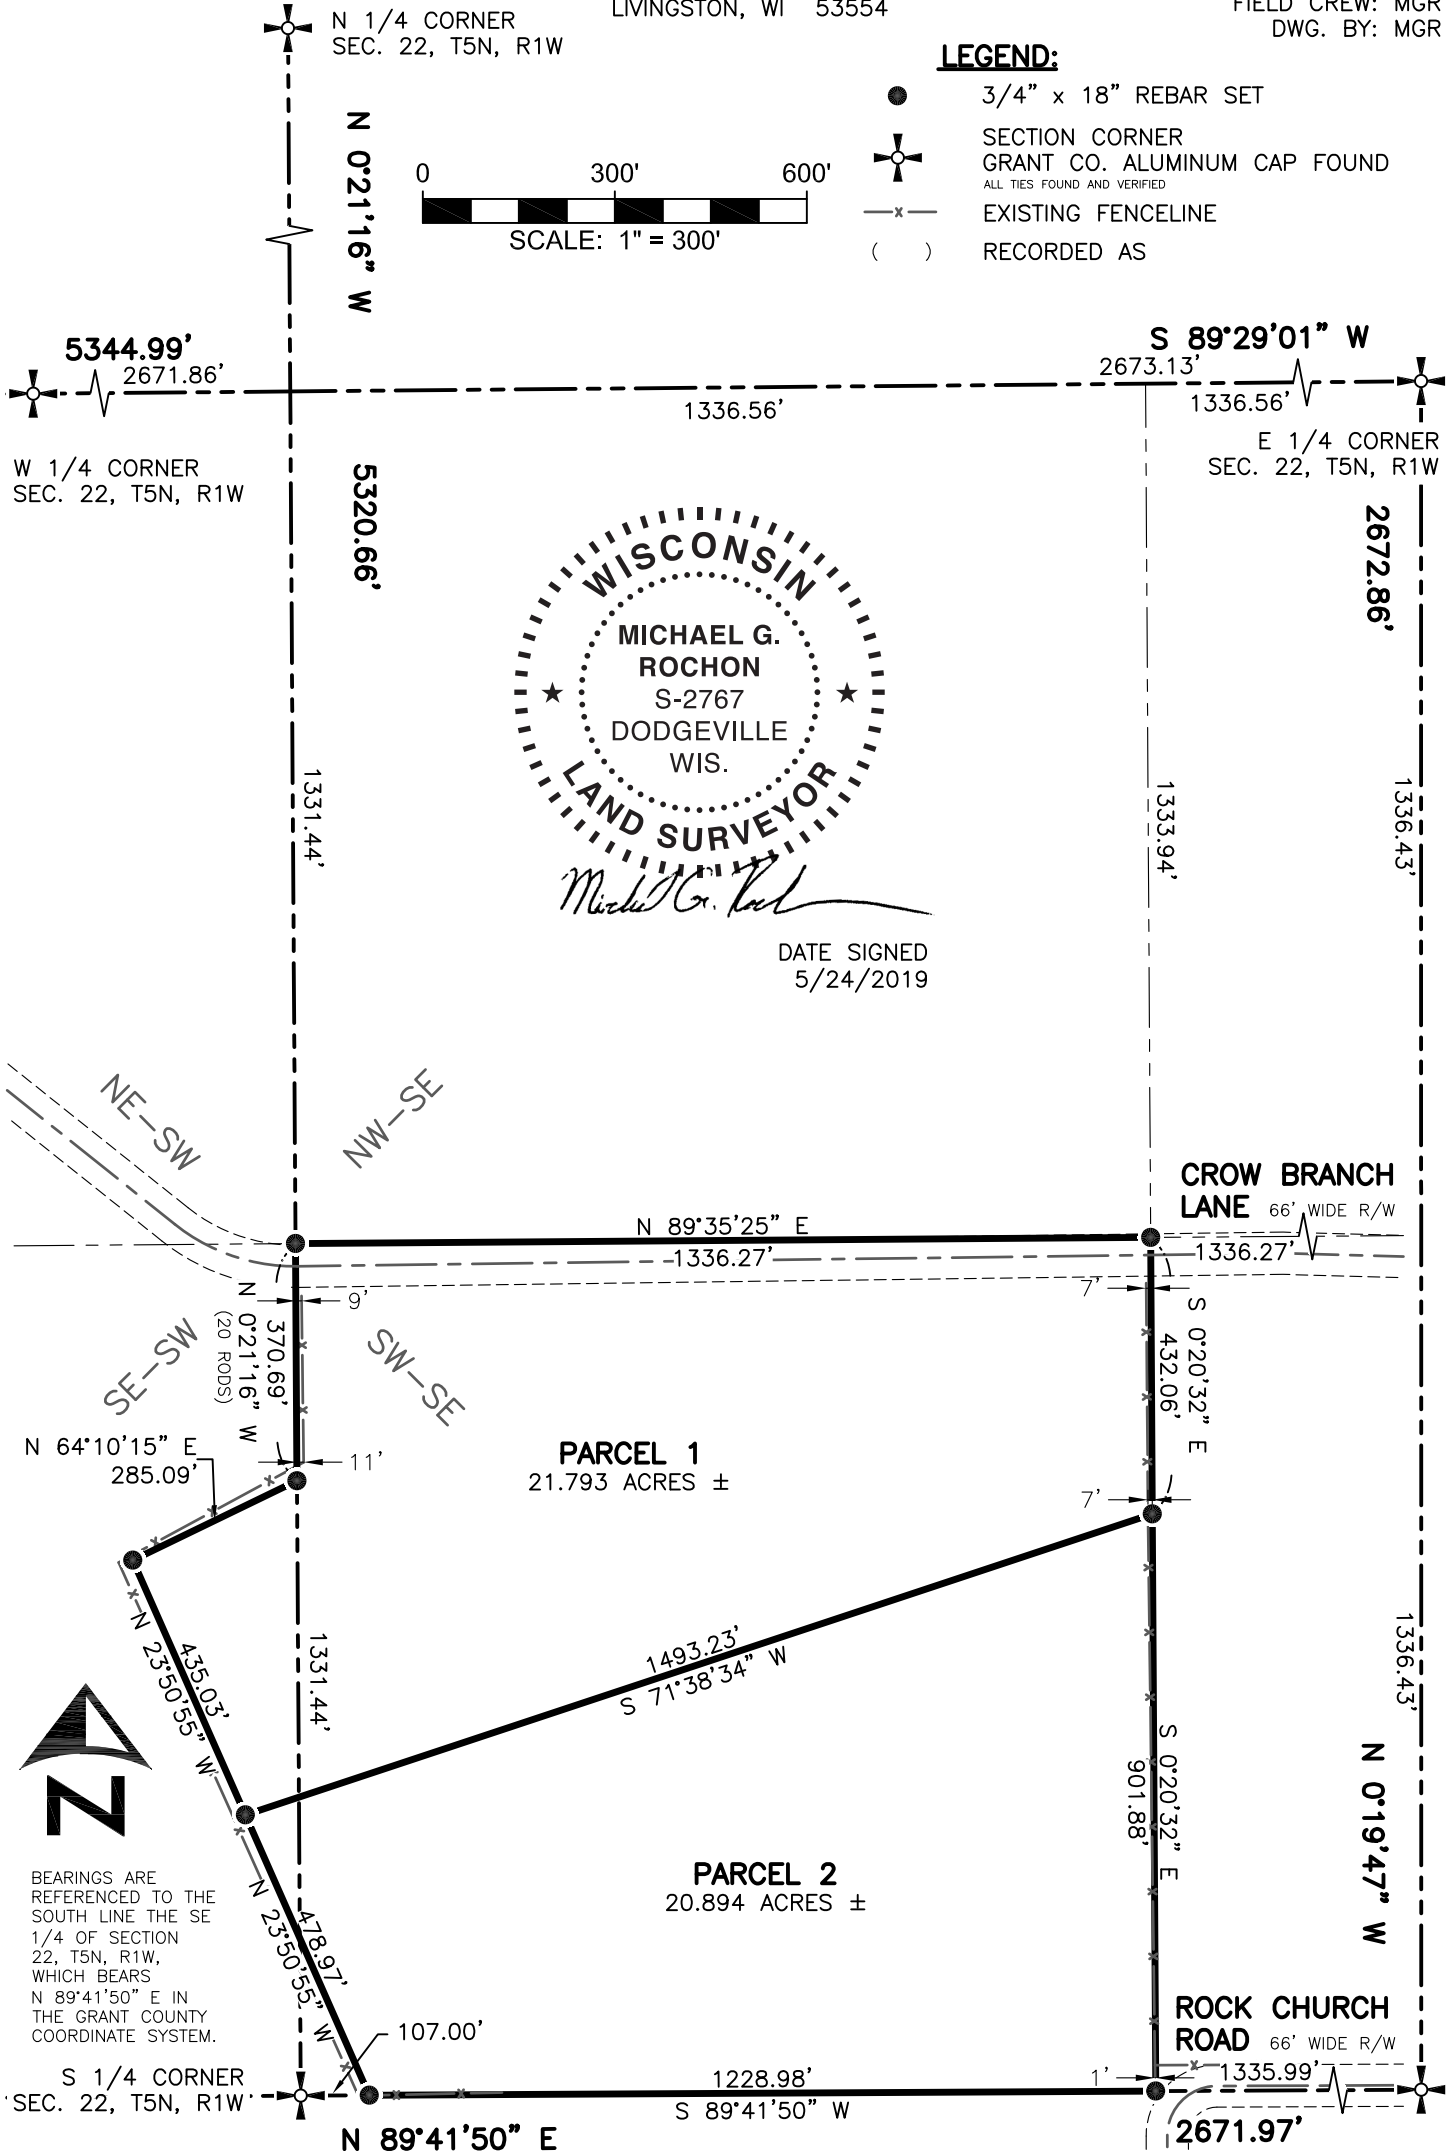 LIVINGSTON, WI 53554
FIELD CREW: MGR
DWG. BY: MGR
N 1/4 CORNER
SEC. 22, T5N, R1W
LEGEND:
3/4" x 18" REBAR SET
SECTION CORNER
GRANT CO. ALUMINUM CAP FOUND
ALL TIES FOUND AND VERIFIED
EXISTING FENCELINE
( ) RECORDED AS
0 300' 600'
SCALE: 1" = 300'
N 0°21'16" W
5344.99'
2671.86'
S 89°29'01" W
2673.13'
1336.56'
1336.56'
W 1/4 CORNER
SEC. 22, T5N, R1W
E 1/4 CORNER
SEC. 22, T5N, R1W
5320.66'
2672.86'
WISCONSIN
MICHAEL G.
ROCHON
S-2767
DODGEVILLE
WIS.
LAND SURVEYOR
Michael G. Roch
DATE SIGNED
5/24/2019
1331.44'
1333.94'
1336.43'
NE-SW
NW-SE
CROW BRANCH
LANE 66' WIDE R/W
N 89°35'25" E
1336.27'
1336.27'
9'
7'
N 0°21'16" W
370.69'
(20 RODS)
S 0°20'32" E
432.06'
SE-SW
SW-SE
N 64°10'15" E
285.09'
11'
PARCEL 1
21.793 ACRES ±
7'
435.03'
N 23°50'55" W
1331.44'
1493.23'
S 71°38'34" W
1336.43'
S 0°20'32" E
901.88'
N 0°19'47" W
N
BEARINGS ARE
REFERENCED TO THE
SOUTH LINE THE SE
1/4 OF SECTION
22, T5N, R1W,
WHICH BEARS
N 89°41'50" E IN
THE GRANT COUNTY
COORDINATE SYSTEM.
PARCEL 2
20.894 ACRES ±
478.97'
N 23°50'55" W
107.00'
ROCK CHURCH
ROAD 66' WIDE R/W
S 1/4 CORNER
SEC. 22, T5N, R1W
1228.98'
S 89°41'50" W
1'
1335.99'
N 89°41'50" E
2671.97'